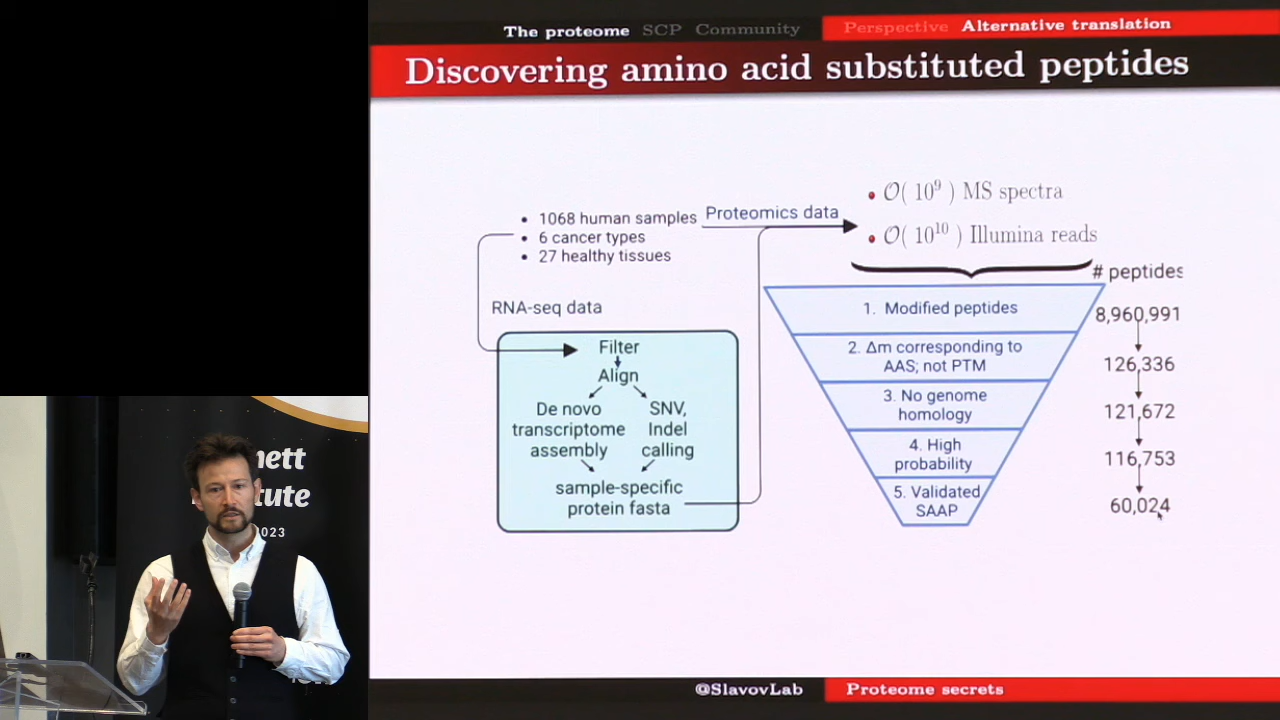 The proteome SCP Community Perspective Alternative translation
Discovering amino acid substituted peptides
• 1068 human samples
• 6 cancer types
• 27 healthy tissues
Proteomics data
• O( 10⁹ ) MS spectra
• O( 10¹⁰ ) Illumina reads
RNA-seq data
Filter
Align
De novo
transcriptome
assembly
SNV,
Indel
calling
sample-specific
protein fasta
# peptides
1. Modified peptides
8,960,991
2. Δm corresponding to
AAS; not PTM
126,336
3. No genome
homology
121,672
4. High
probability
116,753
5. Validated
SAAP
60,024
@SlavovLab Proteome secrets
2023